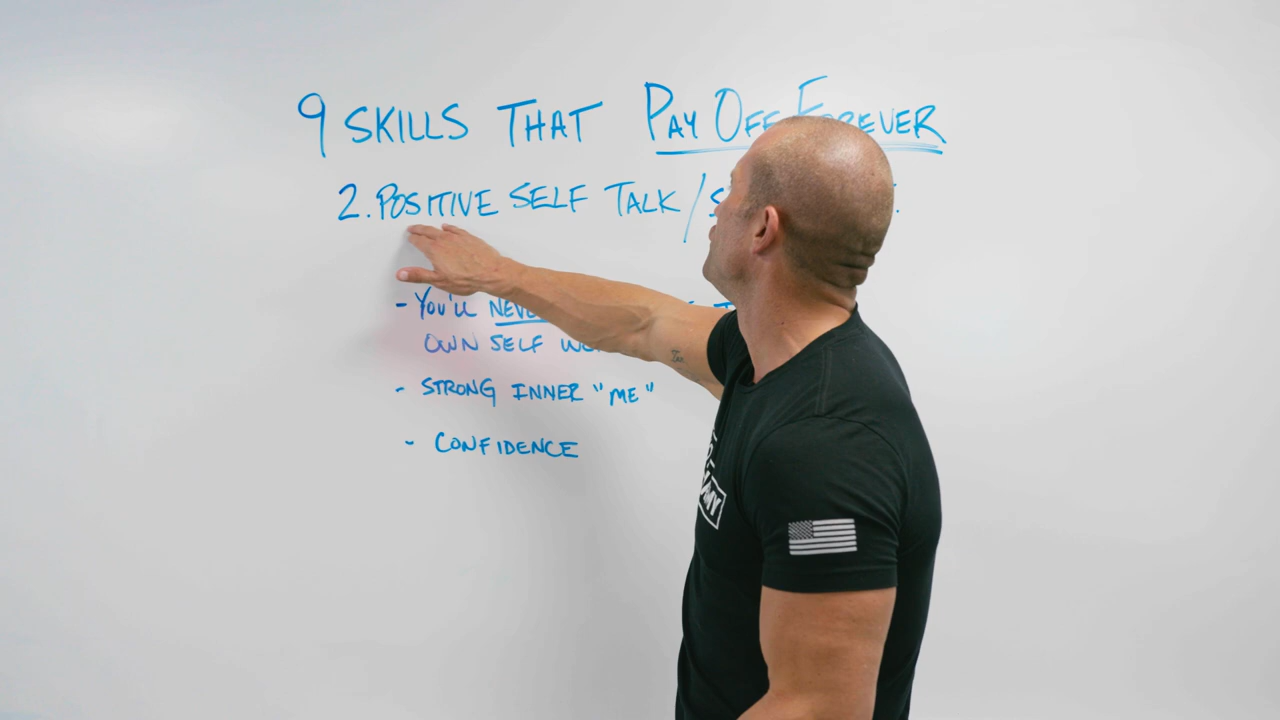 9 SKILLS THAT PAY OFF FOREVER
2. POSITIVE SELF TALK /
- YOU'LL
OWN SELF
- STRONG INNER "ME"
- CONFIDENCE